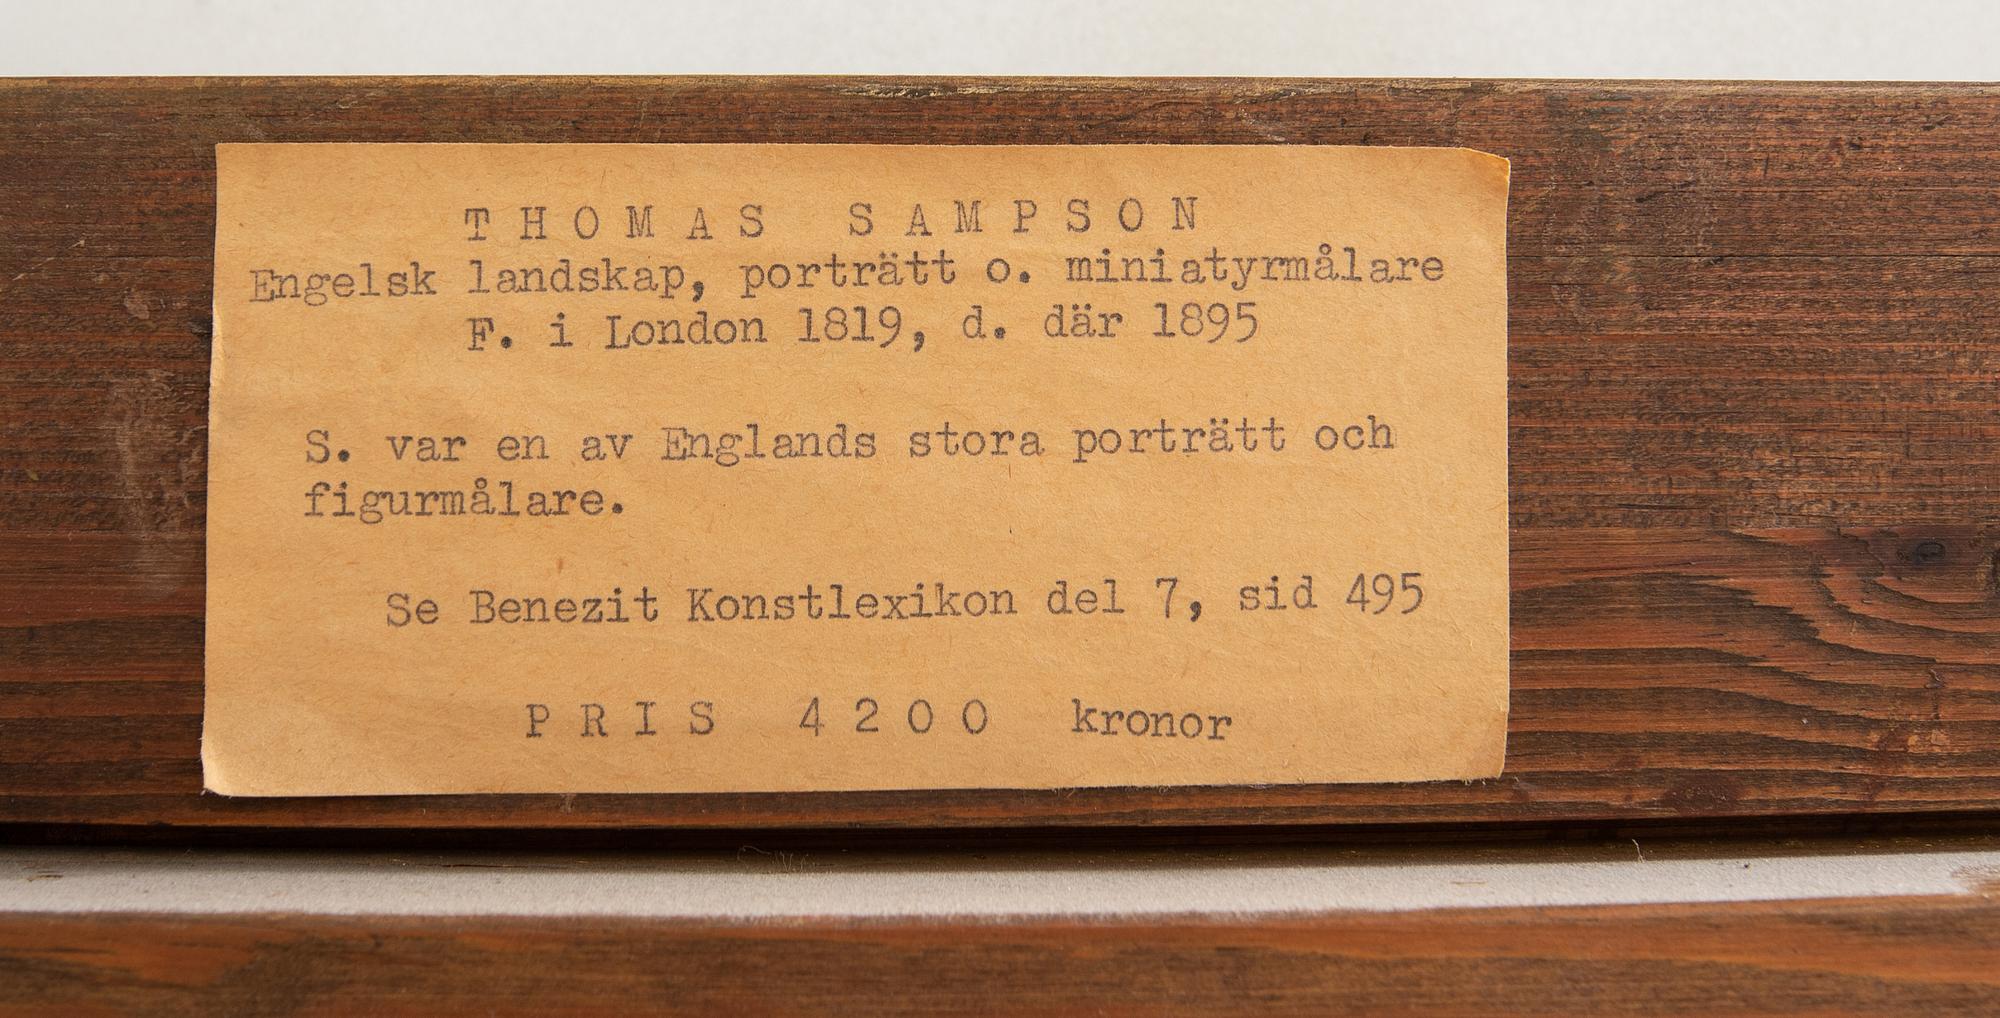 THOMAS SAMPSON
Engelsk landskap, porträtt o. miniatyrmålare
F. i London 1819, d. där 1895
S. var en av Englands stora porträtt och
figurmålare.
Se Benezit Konstlexikon del 7, sid 495
PRIS 4200 kronor